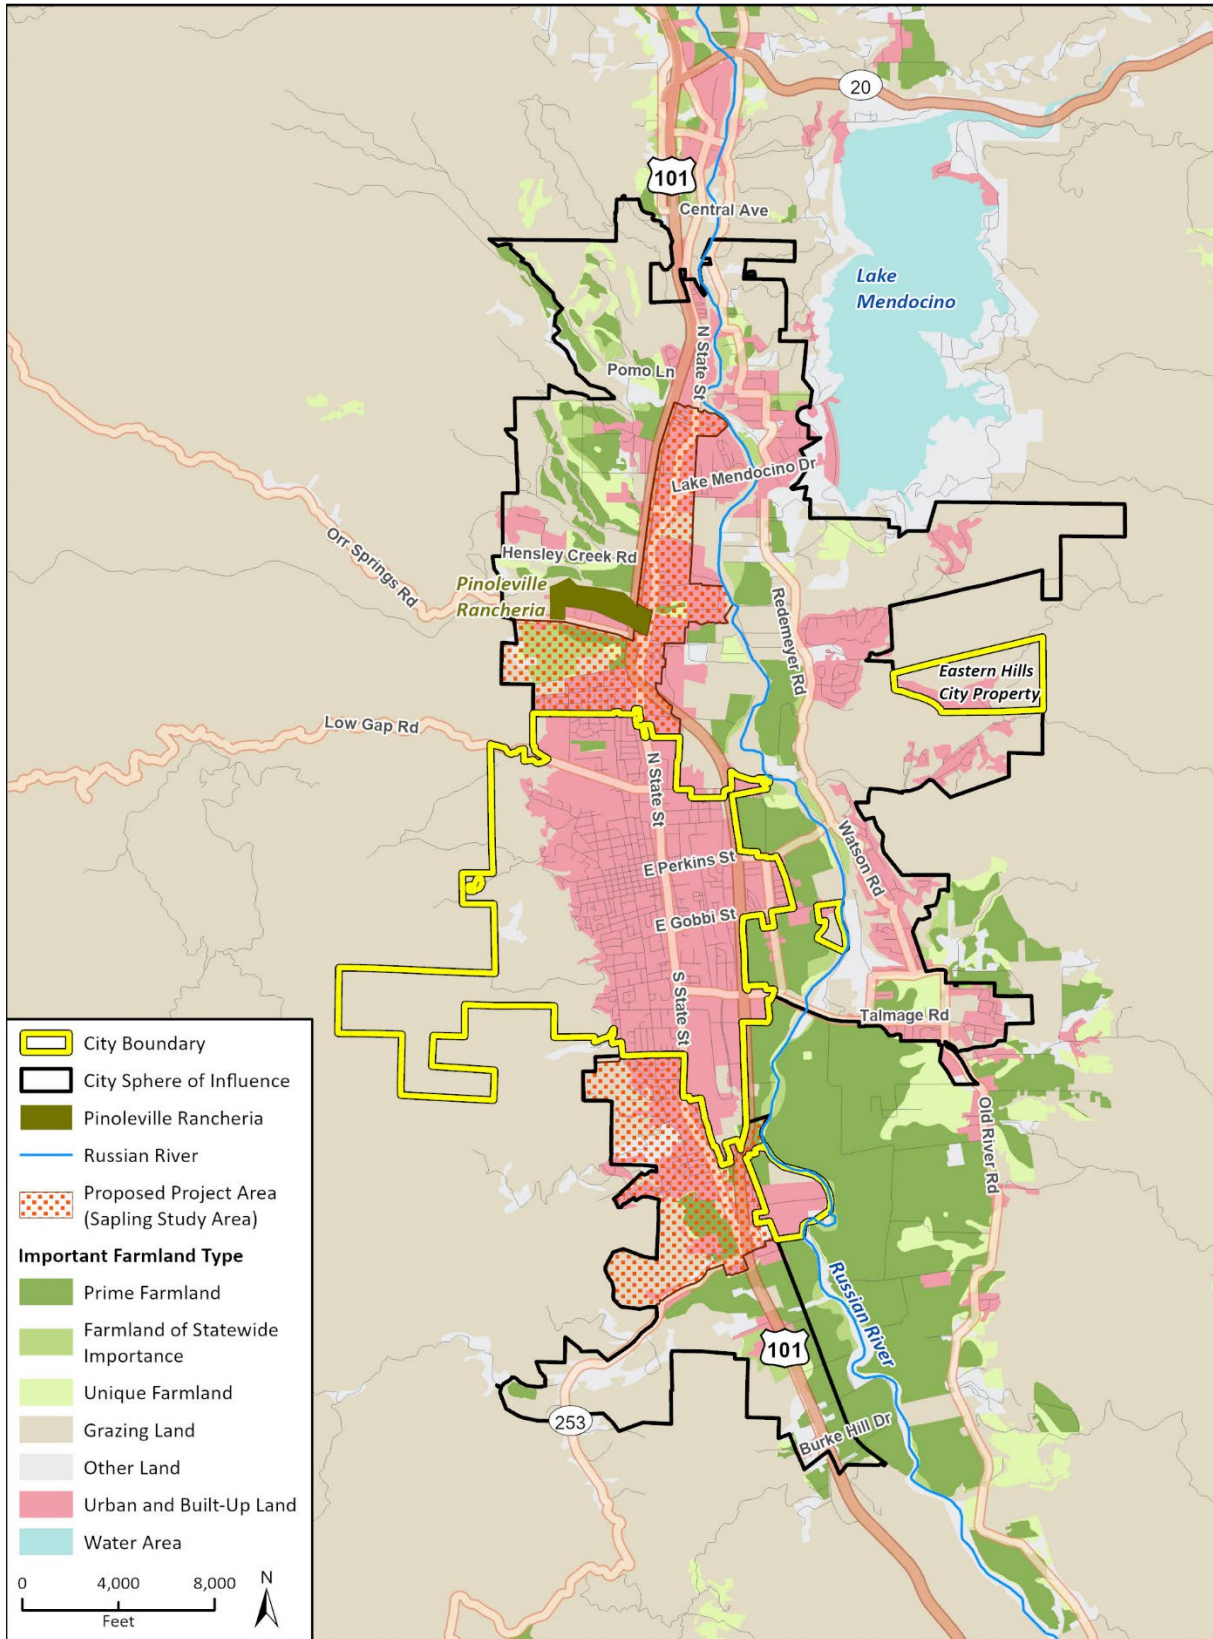 20
101
Central Ave
Lake
Mendocino
N State St
Pomo Ln
Lake Mendocino Dr
Orr Springs Rd
Hensley Creek Rd
Pinoleville
Rancheria
Redemeyer Rd
Eastern Hills
City Property
Low Gap Rd
N State St
Watson Rd
E Perkins St
E Gobbi St
S State St
Talmage Rd
Old River Rd
Russian River
101
253
Burke Hill Dr
City Boundary
City Sphere of Influence
Pinoleville Rancheria
Russian River
Proposed Project Area
(Sapling Study Area)
Important Farmland Type
Prime Farmland
Farmland of Statewide
Importance
Unique Farmland
Grazing Land
Other Land
Urban and Built-Up Land
Water Area
0 4,000 8,000
Feet
N